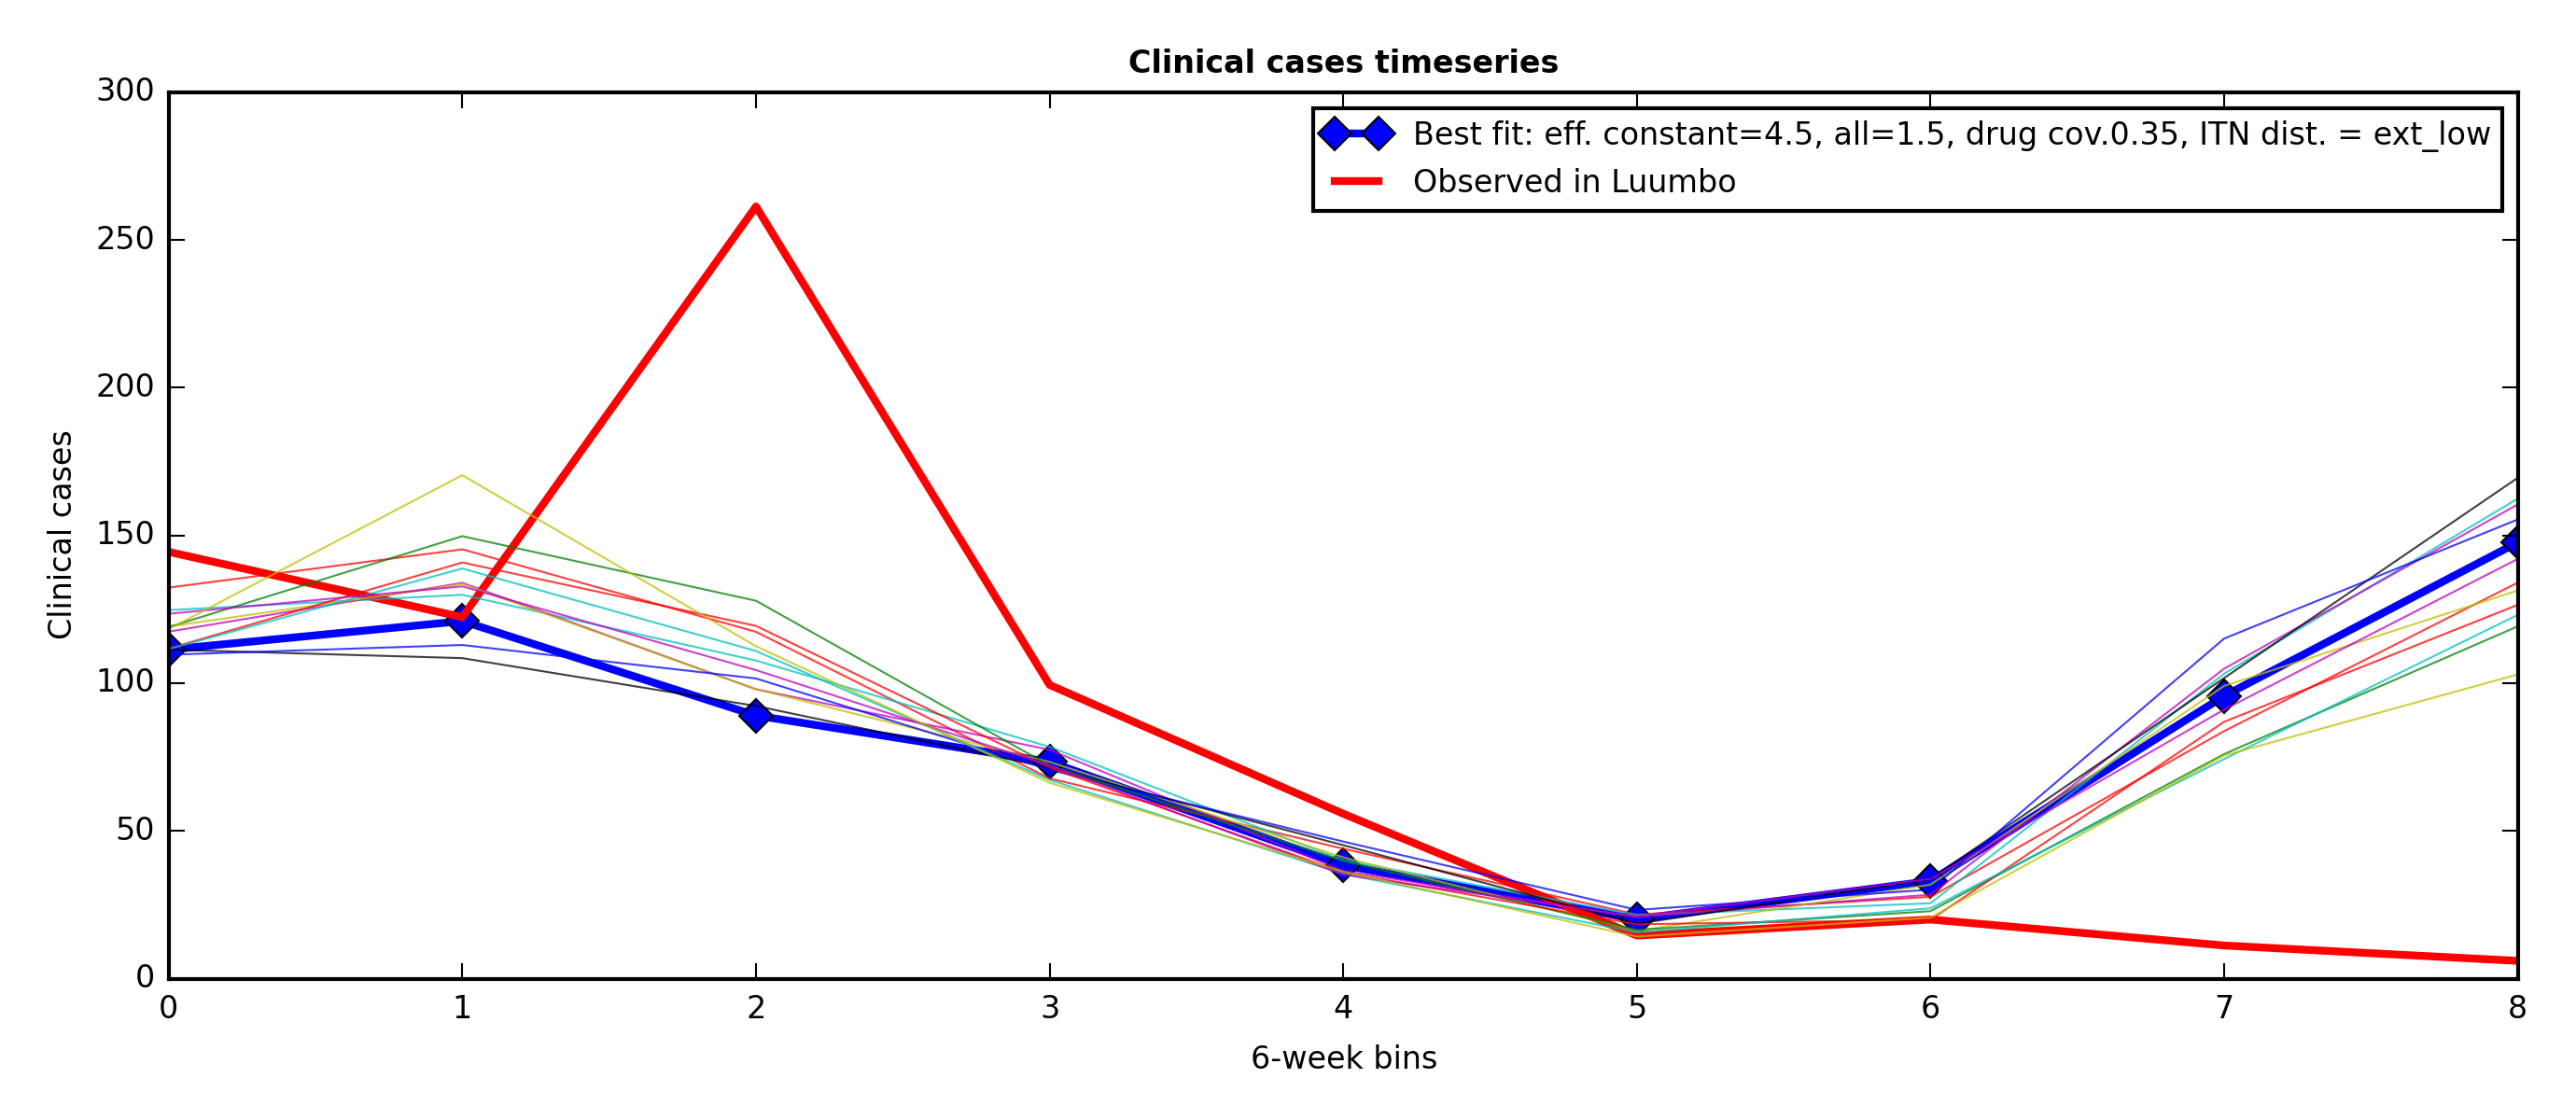 Clinical cases timeseries
300
250
200
150
100
50
0
Clinical cases
Best fit: eff. constant=4.5, all=1.5, drug cov.0.35, ITN dist. = ext_low
Observed in Luumbo
0 1 2 3 4 5 6 7 8
6-week bins